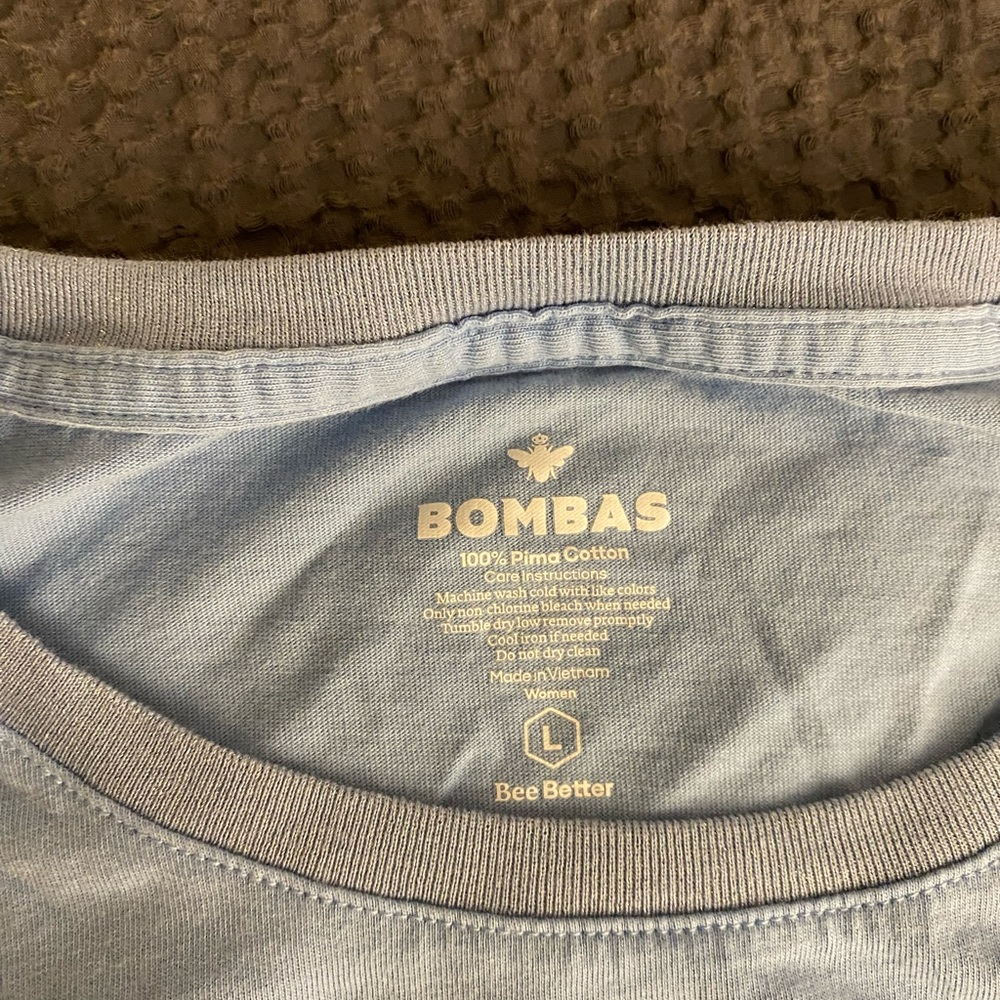 BOMBAS
100% Pima Cotton
Care Instructions
Machine wash cold with like colors
Only non-chlorine bleach when needed
Tumble dry low remove promptly
Cool iron if needed
Do not dry clean
Made in Vietnam
Women
L
Bee Better